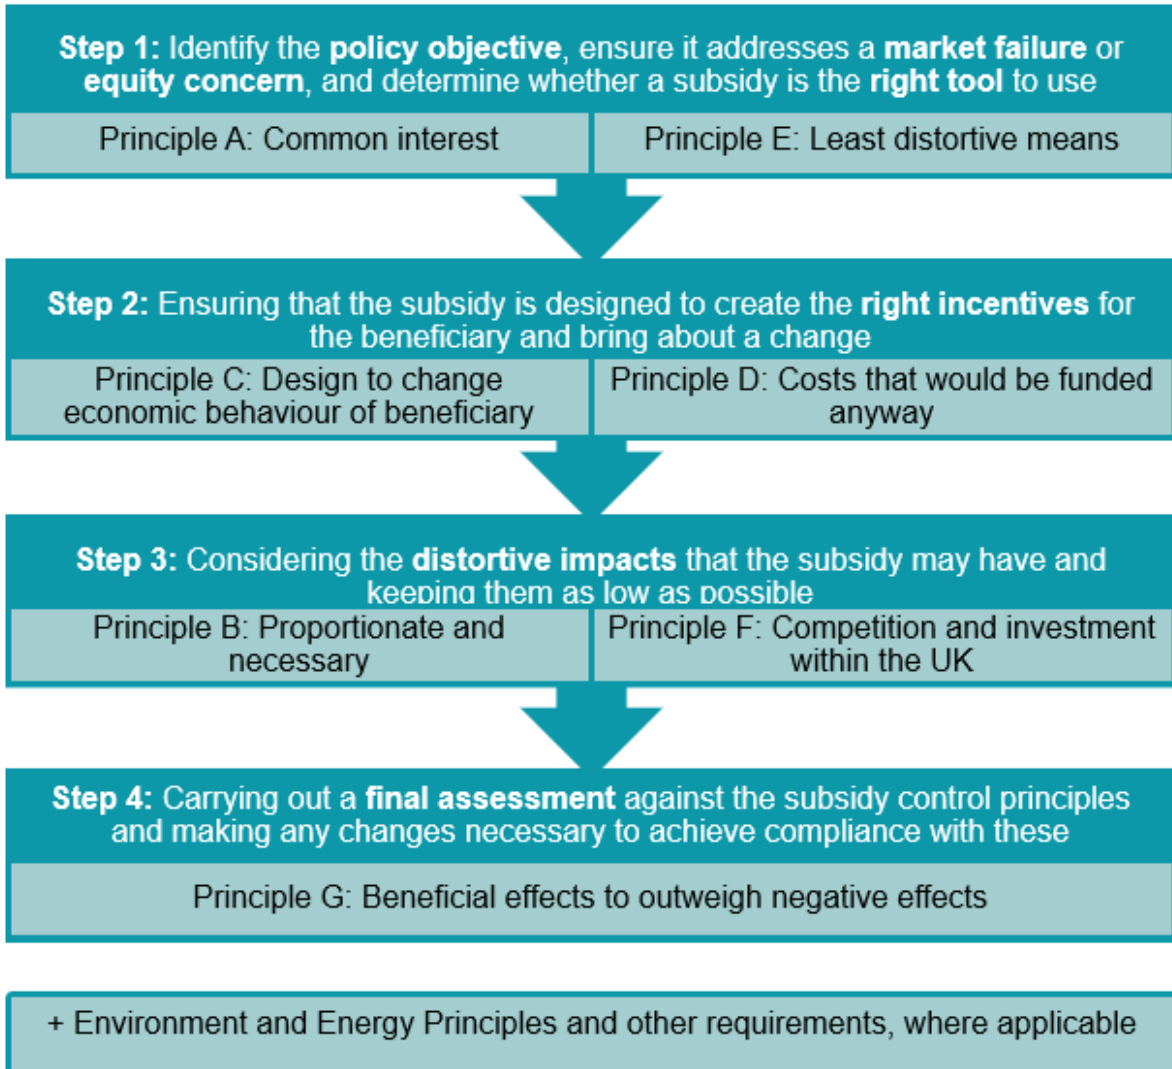 Step 1: Identify the policy objective, ensure it addresses a market failure or
equity concern, and determine whether a subsidy is the right tool to use
Principle A: Common interest
Principle E: Least distortive means
Step 2: Ensuring that the subsidy is designed to create the right incentives for
the beneficiary and bring about a change
Principle C: Design to change
economic behaviour of beneficiary
Principle D: Costs that would be funded
anyway
Step 3: Considering the distortive impacts that the subsidy may have and
keeping them as low as possible
Principle B: Proportionate and
necessary
Principle F: Competition and investment
within the UK
Step 4: Carrying out a final assessment against the subsidy control principles
and making any changes necessary to achieve compliance with these
Principle G: Beneficial effects to outweigh negative effects
+ Environment and Energy Principles and other requirements, where applicable